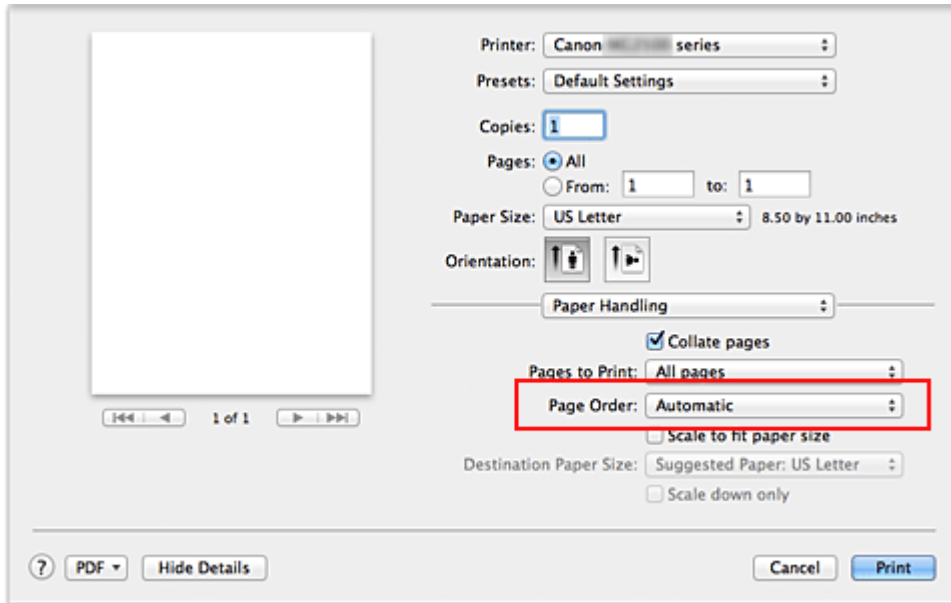 Printer: Canon series
Presets: Default Settings
Copies: 1
Pages: All
From: 1 to: 1
Paper Size: US Letter 8.50 by 11.00 inches
Orientation:
Paper Handling
Collate pages
Pages to Print: All pages
1 of 1
Page Order: Automatic
Scale to fit paper size
Destination Paper Size: Suggested Paper: US Letter
Scale down only
? PDF Hide Details Cancel Print